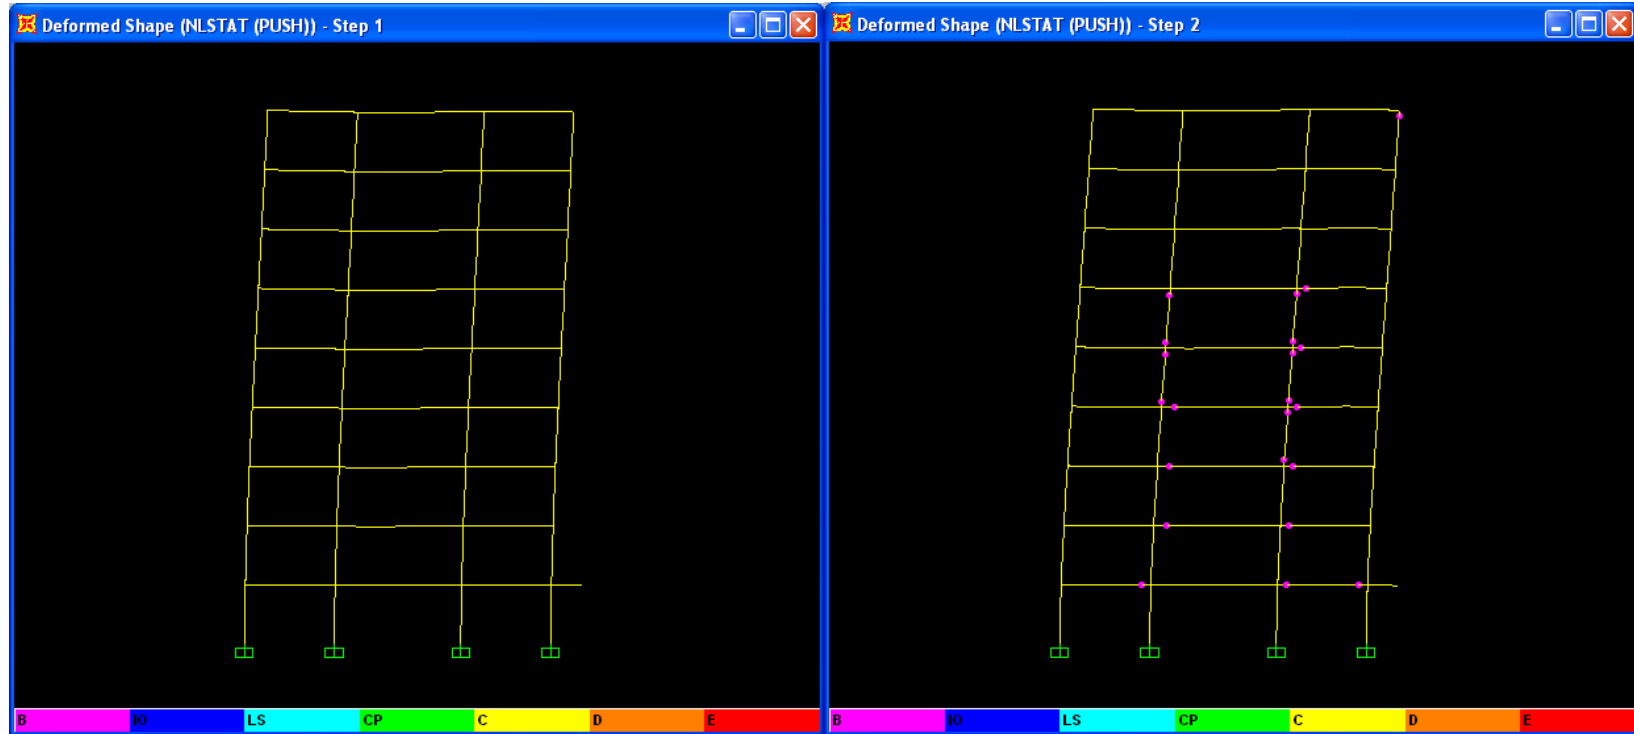 Deformed Shape (NLSTAT (PUSH)) - Step 1
B IO LS CP C D E
Deformed Shape (NLSTAT (PUSH)) - Step 2
B IO LS CP C D E